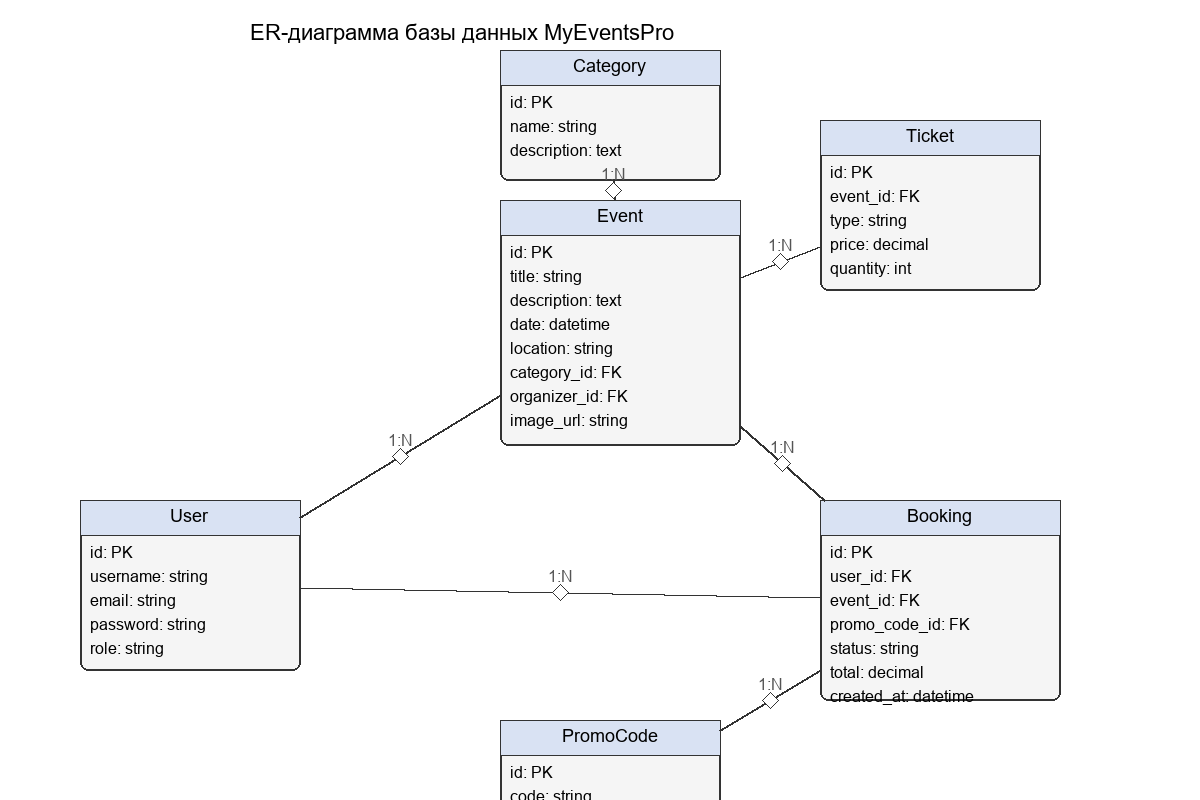 ER-диаграмма базы данных MyEventsPro
Category
id: PK
name: string
description: text
1:N
Ticket
id: PK
event_id: FK
type: string
price: decimal
quantity: int
Event
id: PK
title: string
description: text
date: datetime
location: string
category_id: FK
organizer_id: FK
image_url: string
1:N
1:N
1:N
User
id: PK
username: string
email: string
password: string
role: string
1:N
Booking
id: PK
user_id: FK
event_id: FK
promo_code_id: FK
status: string
total: decimal
created_at: datetime
1:N
PromoCode
id: PK
code: string